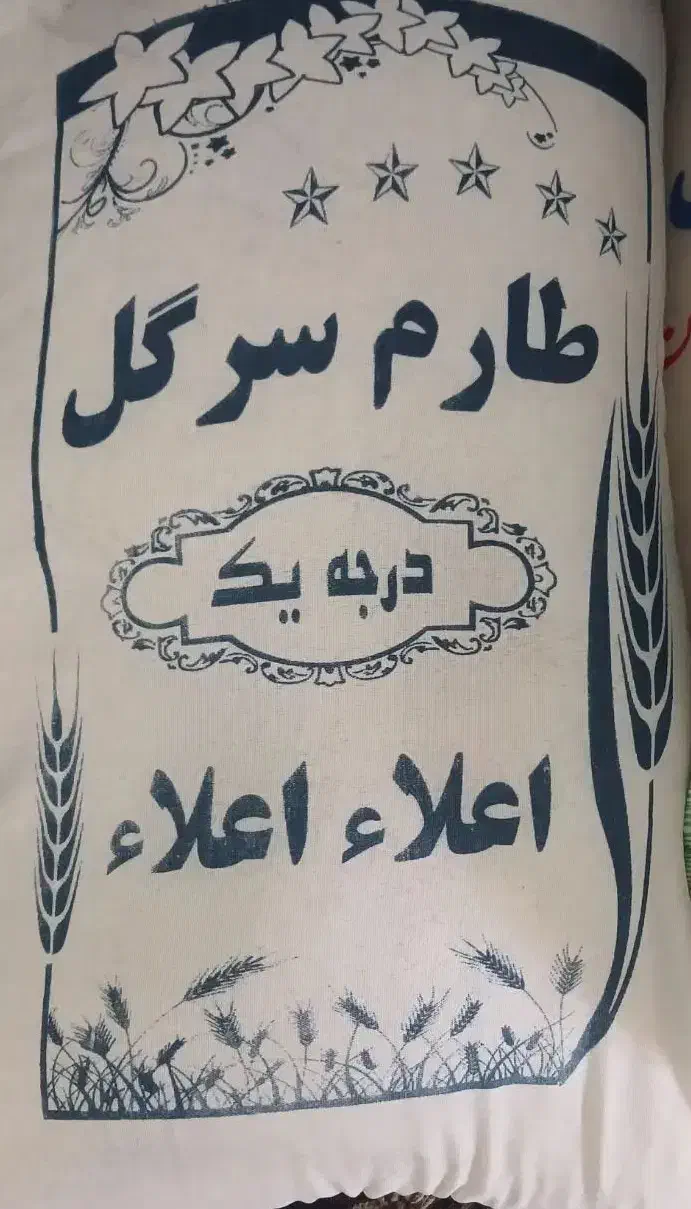 طارم سرگل
درجه یک
اعلاء اعلاء